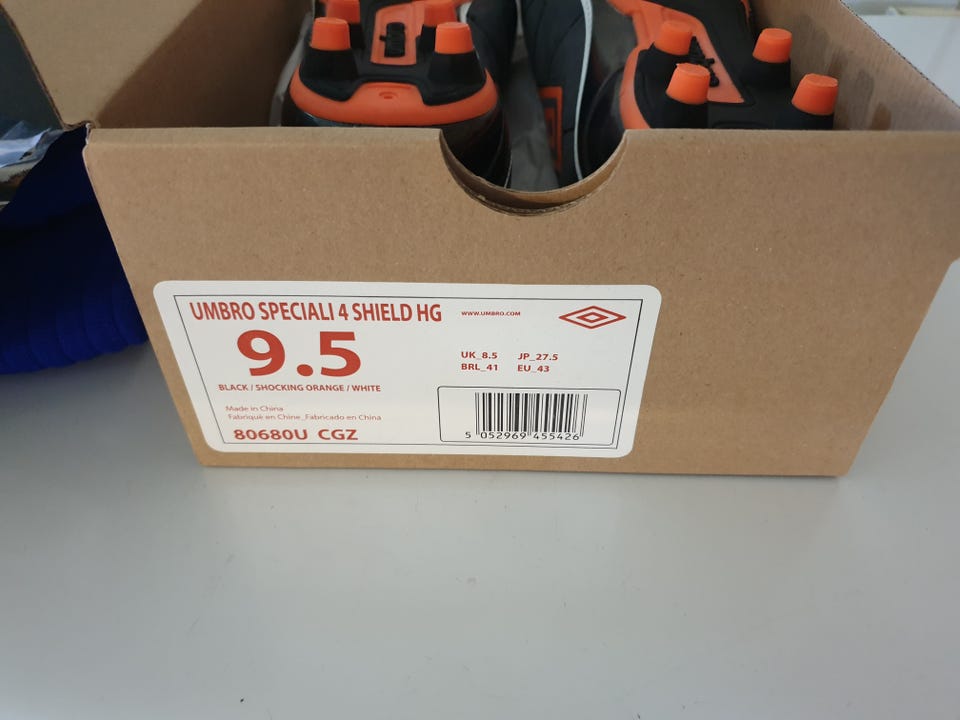 UMBRO SPECIALI 4 SHIELD HG
WWW.UMBRO.COM
9.5
UK_8.5 JP_27.5
BRL_41 EU_43
BLACK / SHOCKING ORANGE / WHITE
Made in China
Fabriqué en Chine_Fabricado en China
80680U CGZ
5 052969 455426